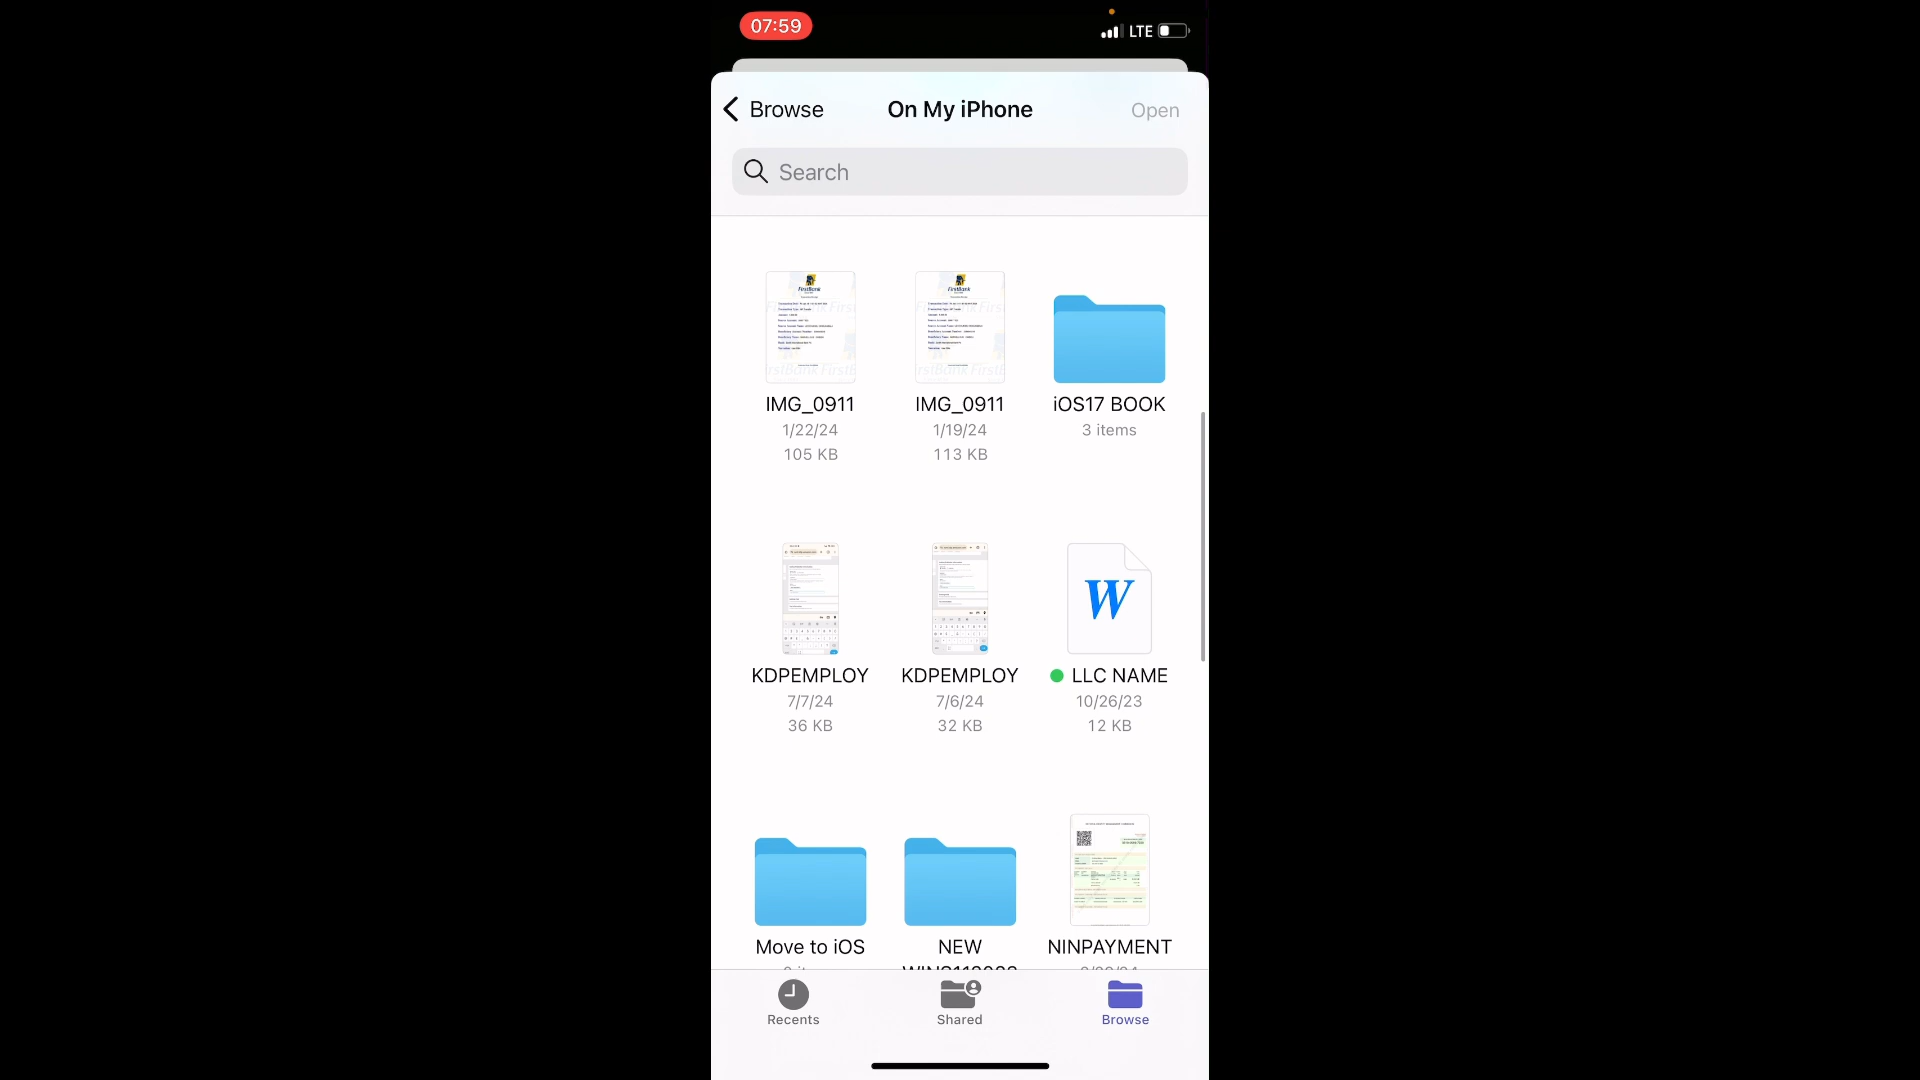 07:59
LTE
Browse
On My iPhone
Open
Search
FirstBank
FirstBank
IMG_0911
IMG_0911
iOS17 BOOK
1/22/24
1/19/24
3 items
105 KB
113 KB
W
KDPEMPLOY
KDPEMPLOY
LLC NAME
7/7/24
7/6/24
10/26/23
36 KB
32 KB
12 KB
Move to iOS
NEW
NINPAYMENT
Recents
Shared
Browse